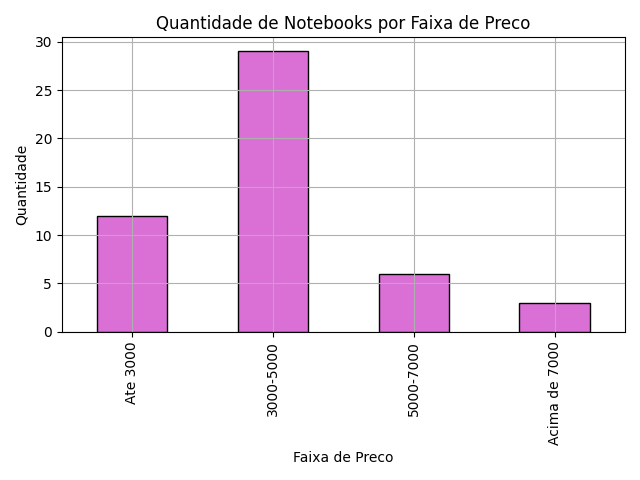 Quantidade de Notebooks por Faixa de Preco
30
25
20
15
10
5
0
Quantidade
Ate 3000
3000-5000
5000-7000
Acima de 7000
Faixa de Preco